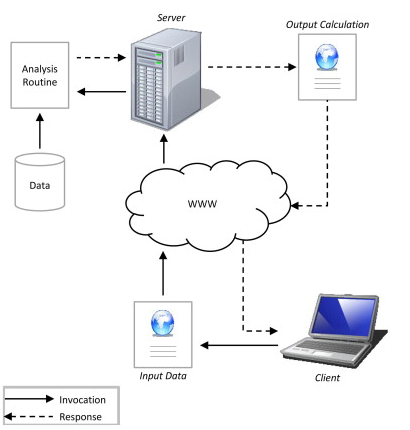 Server
Output Calculation
Analysis
Routine
Data
WWW
Input Data
Client
Invocation
Response